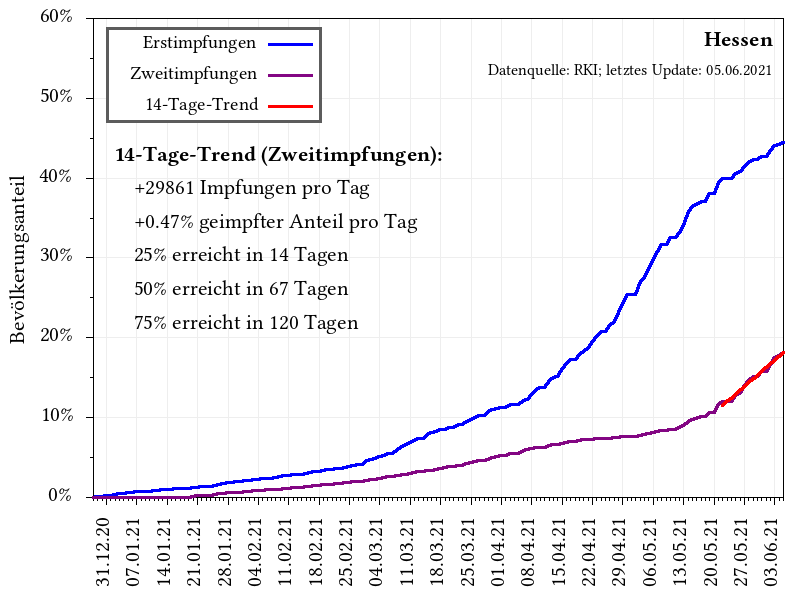 60%
50%
40%
30%
20%
10%
0%
Bevölkerungsanteil
Erstimpfungen
Zweitimpfungen
14-Tage-Trend
Hessen
Datenquelle: RKI; letztes Update: 05.06.2021
14-Tage-Trend (Zweitimpfungen):
+29861 Impfungen pro Tag
+0.47% geimpfter Anteil pro Tag
25% erreicht in 14 Tagen
50% erreicht in 67 Tagen
75% erreicht in 120 Tagen
31.12.20
07.01.21
14.01.21
21.01.21
28.01.21
04.02.21
11.02.21
18.02.21
25.02.21
04.03.21
11.03.21
18.03.21
25.03.21
01.04.21
08.04.21
15.04.21
22.04.21
29.04.21
06.05.21
13.05.21
20.05.21
27.05.21
03.06.21